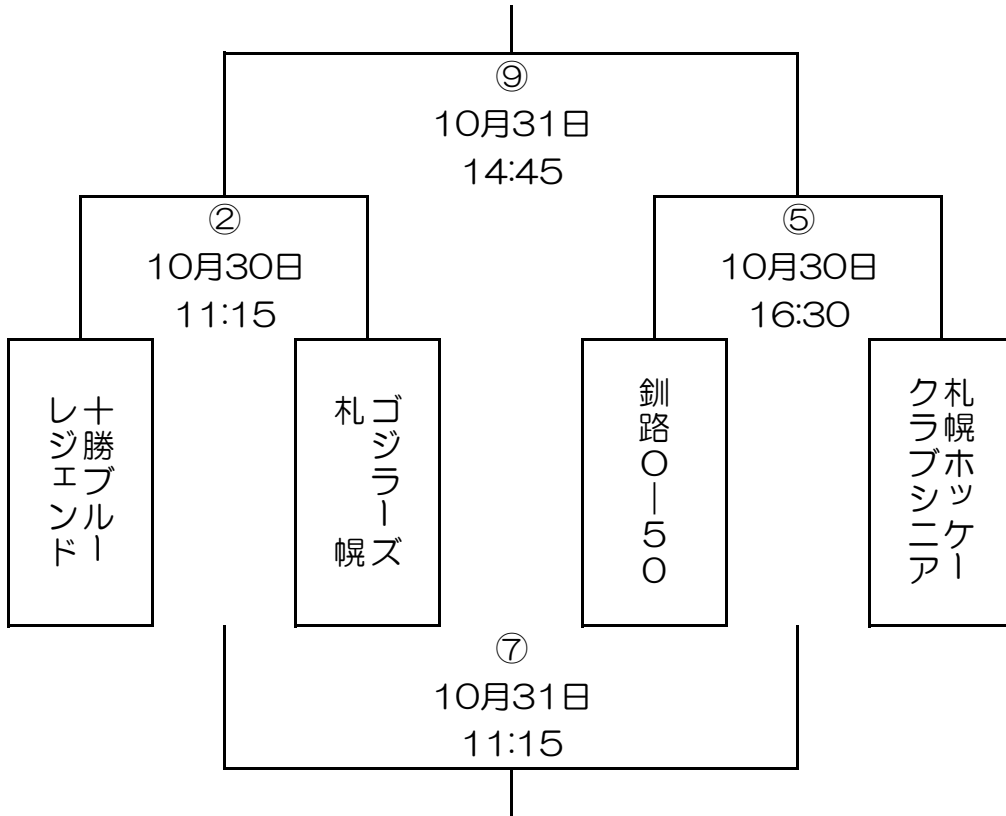 ⑨
10月31日
14:45
②
10月30日
11:15
⑤
10月30日
16:30
十勝ブルー
レジェンド
ゴジラーズ
札幌
釧路O―50
札幌ホッケー
クラブシニア
⑦
10月31日
11:15